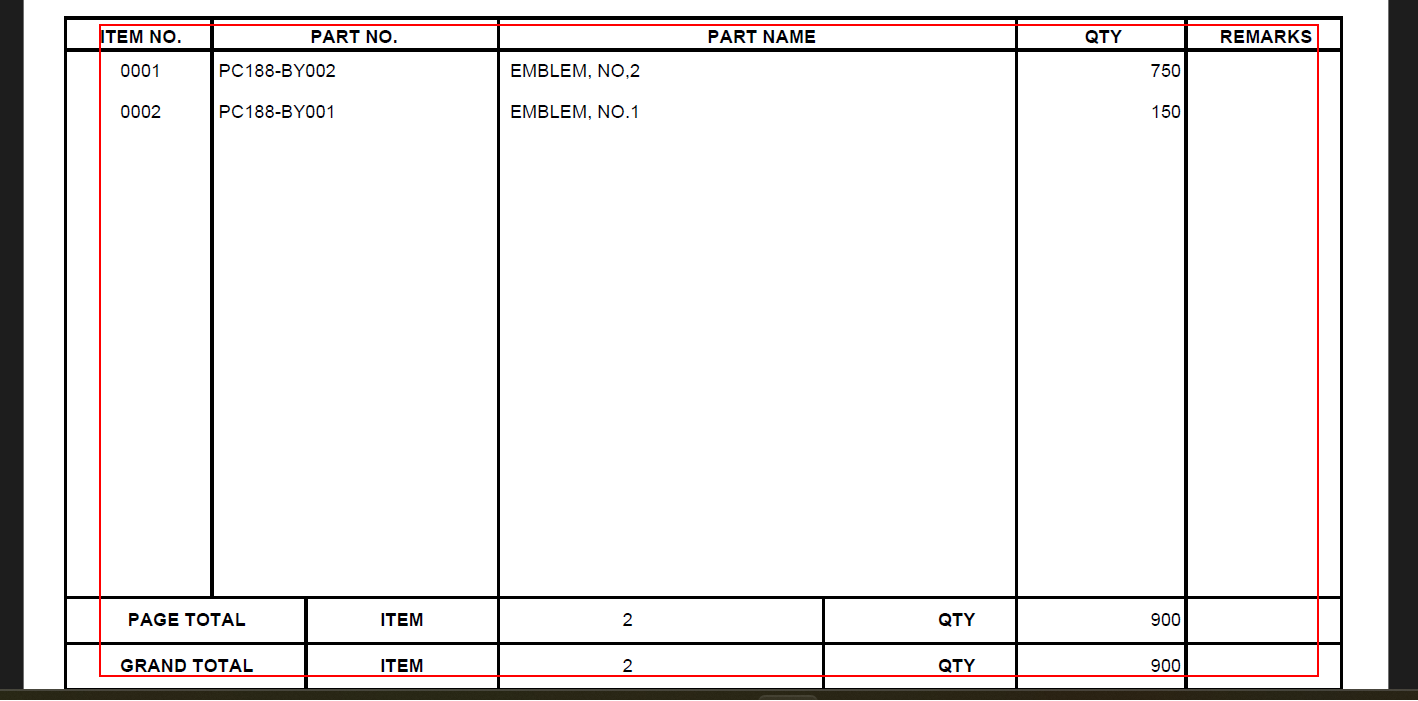 ITEM NO. PART NO. PART NAME QTY REMARKS
0001 PC188-BY002 EMBLEM, NO,2 750
0002 PC188-BY001 EMBLEM, NO.1 150
PAGE TOTAL ITEM 2 QTY 900
GRAND TOTAL ITEM 2 QTY 900